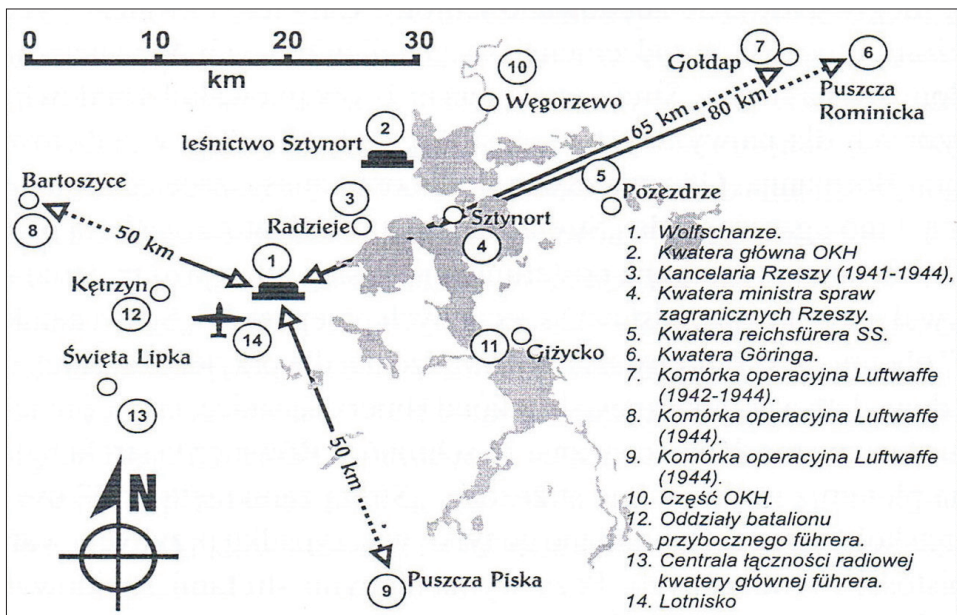 0 10 20 30
km
10
Węgorzewo
7
Gołdap
6
Puszcza
Rominicka
65 km
80 km
2
leśnictwo Sztynort
5
Pozezdrze
Bartoszyce
8
50 km
3
Radzieje
Sztynort
4
1
Kętrzyn
12
14
11
Giżycko
Święta Lipka
13
50 km
N
9
Puszcza Piska
1. Wolfschanze.
2. Kwatera główna OKH
3. Kancelaria Rzeszy (1941-1944),
4. Kwatera ministra spraw
zagranicznych Rzeszy.
5. Kwatera reichsfürera SS.
6. Kwatera Göringa.
7. Komórka operacyjna Luftwaffe
(1942-1944).
8. Komórka operacyjna Luftwaffe
(1944).
9. Komórka operacyjna Luftwaffe
(1944).
10. Część OKH.
12. Oddziały batalionu
przybocznego führera.
13. Centrala łączności radiowej
kwatery głównej führera.
14. Lotnisko